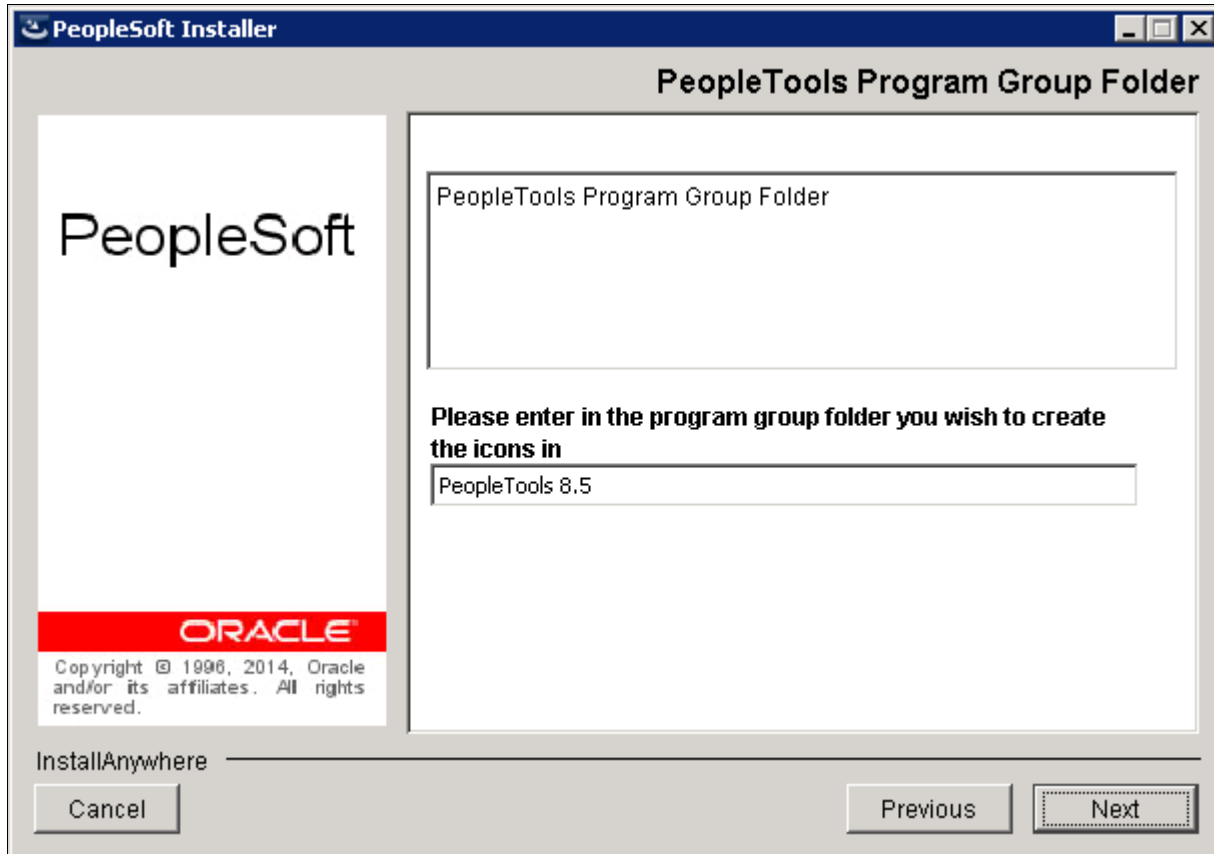 PeopleSoft Installer
PeopleTools Program Group Folder
PeopleSoft
PeopleTools Program Group Folder
Please enter in the program group folder you wish to create
the icons in
PeopleTools 8.5
ORACLE
Copyright © 1996, 2014, Oracle
and/or its affiliates. All rights
reserved.
InstallAnywhere
Cancel
Previous
Next